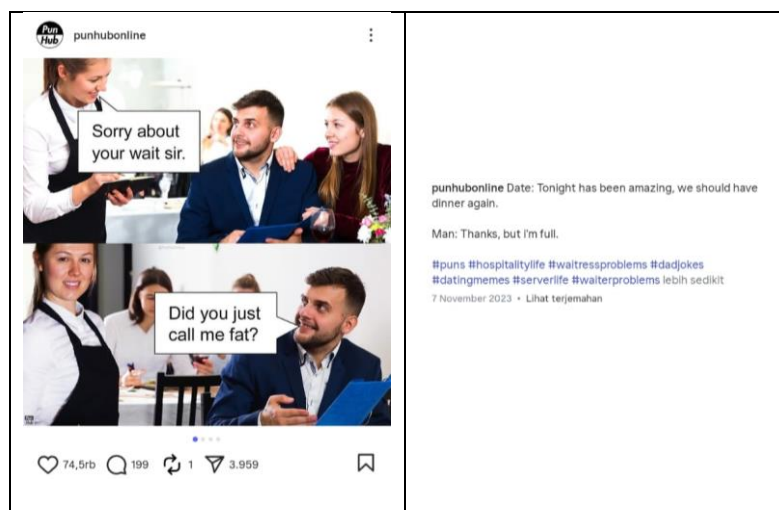 Pun
Hub
punhubonline
Sorry about
your wait sir.
Did you just
call me fat?
74,5rb 199 1 3.959
punhubonline Date: Tonight has been amazing, we should have
dinner again.
Man: Thanks, but i'm full.
#puns #hospitalitylife #waitressproblems #dadjokes
#datingmemes #serverlife #waiterproblems lebih sedikit
7 November 2023 • Lihat terjemahan